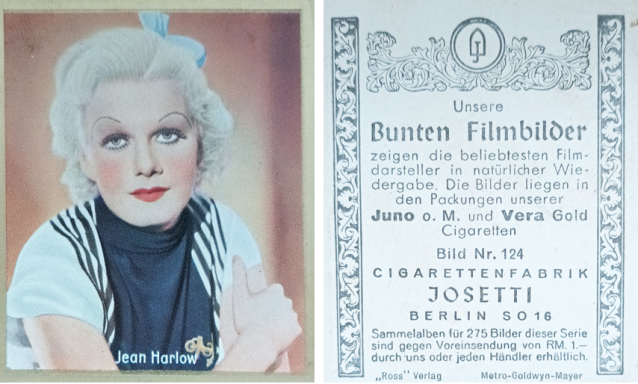 Jean Harlow
Unsere
Bunten Filmbilder
zeigen die beliebtesten Film-
darsteller in natürlicher Wie-
dergabe. Die Bilder liegen in
den Packungen unserer
Juno o. M. und Vera Gold
Cigaretten
Bild Nr. 124
CIGARETTENFABRIK
JOSETTI
BERLIN SO 16
Sammelalben für 275 Bilder dieser Serie
sind gegen Voreinsendung von RM. 1.—
durch uns oder jeden Händler erhältlich.
„Ross" Verlag Metro-Goldwyn-Mayer